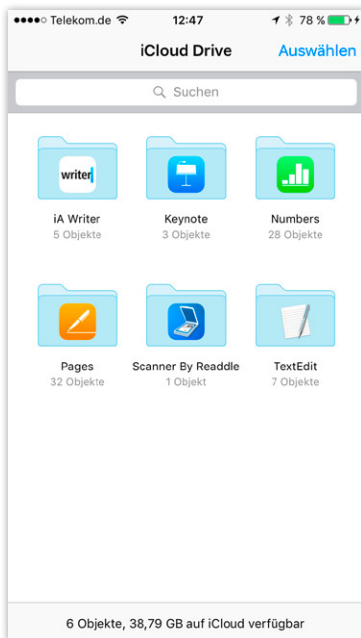 Telekom.de 12:47 78 %
iCloud Drive Auswählen
Suchen
writer
iA Writer Keynote Numbers
5 Objekte 3 Objekte 28 Objekte
Pages Scanner By Readdle TextEdit
32 Objekte 1 Objekt 7 Objekte
6 Objekte, 38,79 GB auf iCloud verfügbar